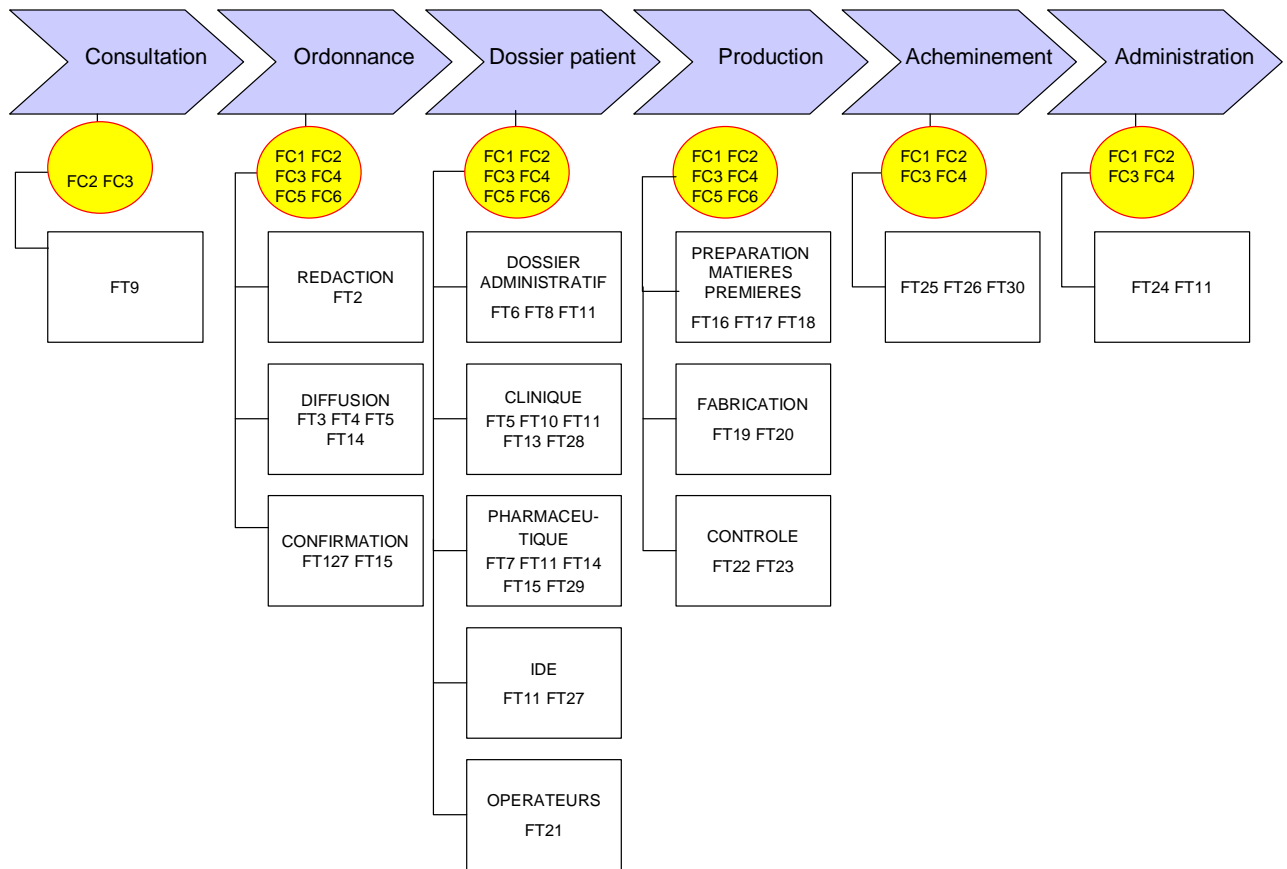 Consultation
Ordonnance
Dossier patient
Production
Acheminement
Administration
FC2 FC3
FC1 FC2
FC3 FC4
FC5 FC6
FC1 FC2
FC3 FC4
FC5 FC6
FC1 FC2
FC3 FC4
FC5 FC6
FC1 FC2
FC3 FC4
FC1 FC2
FC3 FC4
FT9
REDACTION
FT2
DIFFUSION
FT3 FT4 FT5
FT14
CONFIRMATION
FT127 FT15
DOSSIER
ADMINISTRATIF
FT6 FT8 FT11
CLINIQUE
FT5 FT10 FT11
FT13 FT28
PHARMACEU-
TIQUE
FT7 FT11 FT14
FT15 FT29
IDE
FT11 FT27
OPERATEURS
FT21
PREPARATION
MATIERES
PREMIERES
FT16 FT17 FT18
FABRICATION
FT19 FT20
CONTROLE
FT22 FT23
FT25 FT26 FT30
FT24 FT11